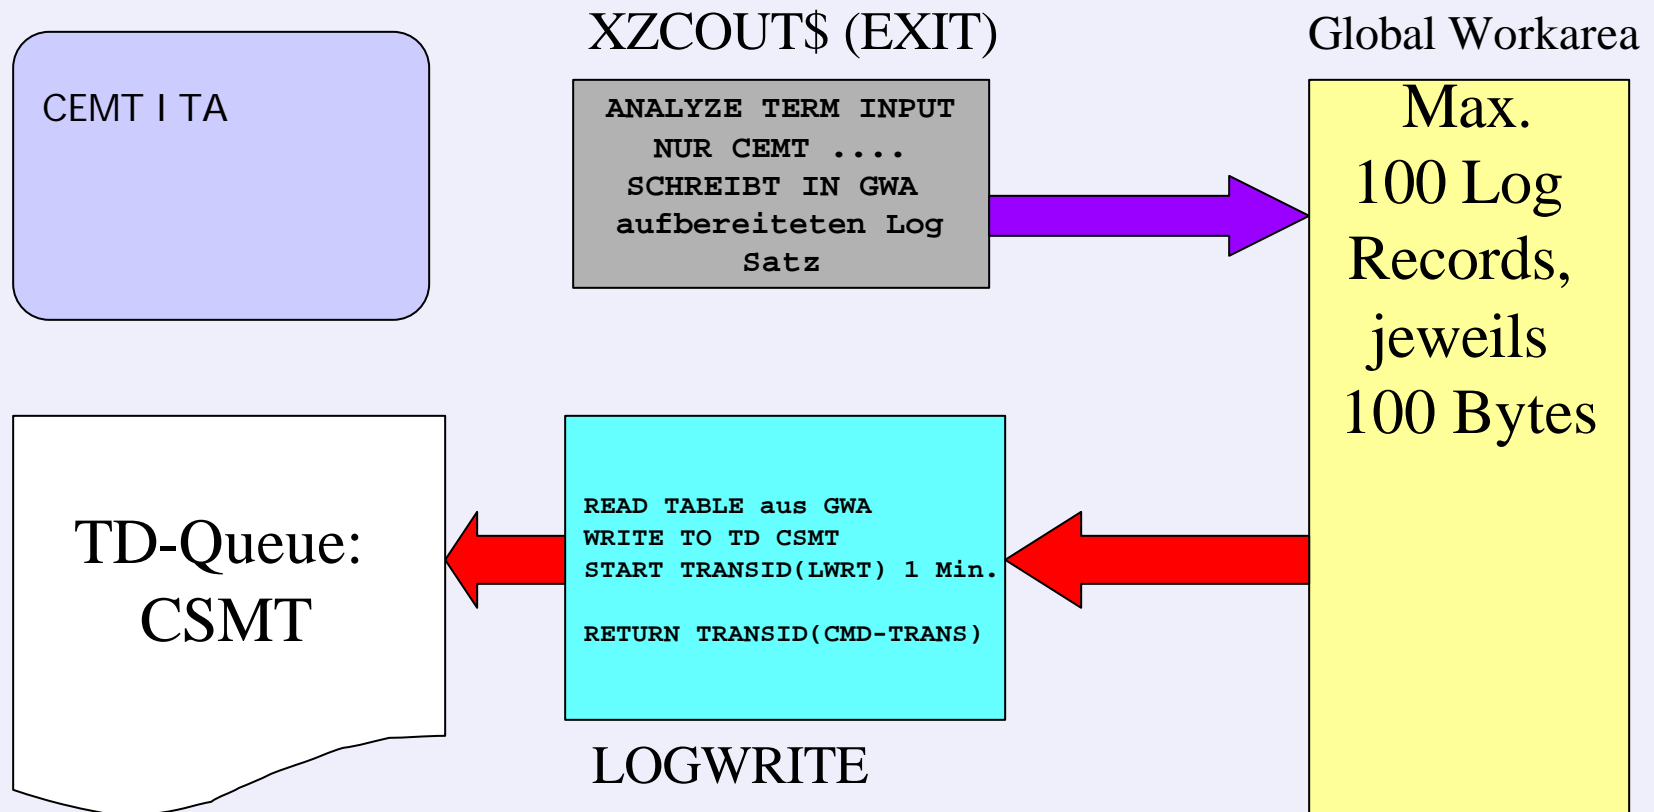 CEMT I TA
XZCOUT$ (EXIT)
ANALYZE TERM INPUT
NUR CEMT ....
SCHREIBT IN GWA
aufbereiteten Log
Satz
Global Workarea
Max.
100 Log
Records,
jeweils
100 Bytes
TD-Queue:
CSMT
READ TABLE aus GWA
WRITE TO TD CSMT
START TRANSID(LWRT) 1 Min.
RETURN TRANSID(CMD-TRANS)
LOGWRITE